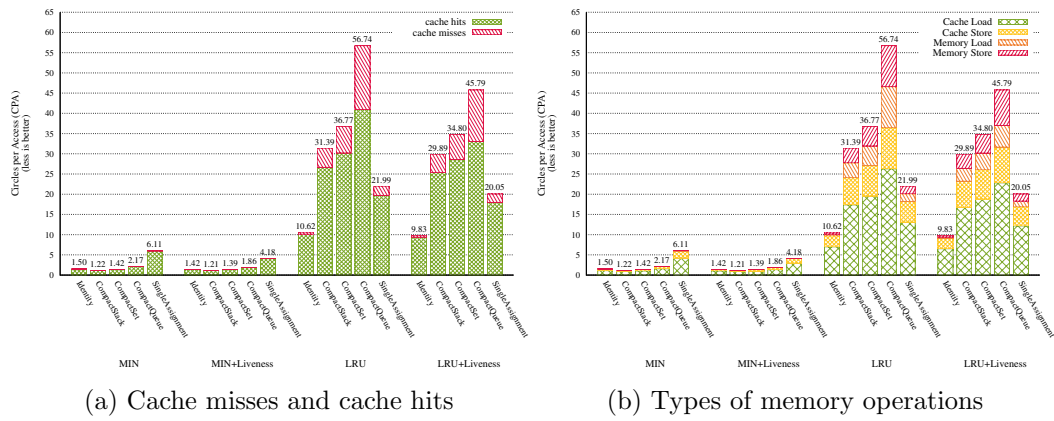 65
60
55
50
45
40
35
30
25
20
15
10
5
0
Circles per Access (CPA)
(less is better)
cache hits
cache misses
1.50
1.22
1.42
2.17
6.11
1.42
1.21
1.39
1.86
4.18
10.62
31.39
36.77
56.74
21.99
9.83
29.89
34.80
45.79
20.05
Identity
CompactStack
CompactSet
CompactQueue
SingleAssignment
Identity
CompactStack
CompactSet
CompactQueue
SingleAssignment
Identity
CompactStack
CompactSet
CompactQueue
SingleAssignment
Identity
CompactStack
CompactSet
CompactQueue
SingleAssignment
MIN
MIN+Liveness
LRU
LRU+Liveness
(a) Cache misses and cache hits
65
60
55
50
45
40
35
30
25
20
15
10
5
0
Circles per Access (CPA)
(less is better)
Cache Load
Cache Store
Memory Load
Memory Store
1.50
1.22
1.42
2.17
6.11
1.42
1.21
1.39
1.86
4.18
10.62
31.39
36.77
56.74
21.99
9.83
29.89
34.80
45.79
20.05
Identity
CompactStack
CompactSet
CompactQueue
SingleAssignment
Identity
CompactStack
CompactSet
CompactQueue
SingleAssignment
Identity
CompactStack
CompactSet
CompactQueue
SingleAssignment
Identity
CompactStack
CompactSet
CompactQueue
SingleAssignment
MIN
MIN+Liveness
LRU
LRU+Liveness
(b) Types of memory operations